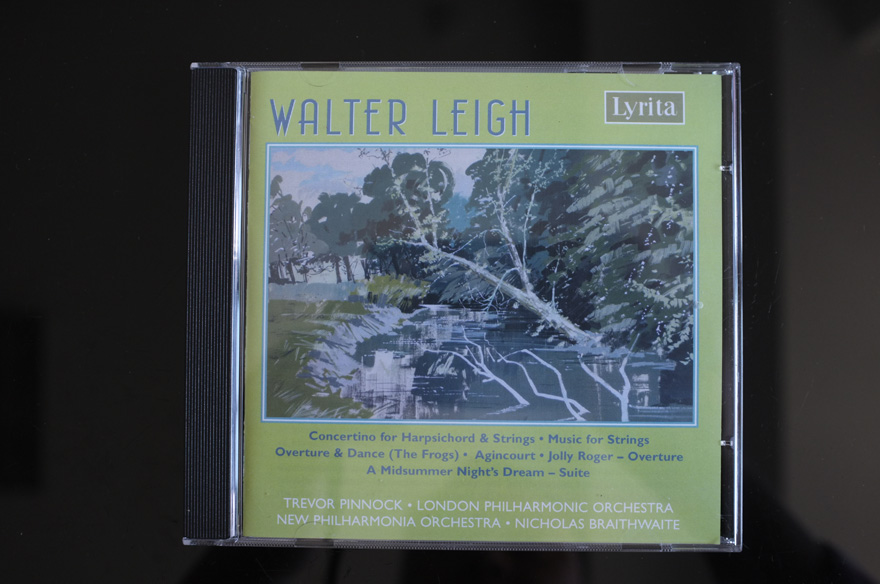 WALTER LEIGH
Lyrita
Concertino for Harpsichord & Strings • Music for Strings
Overture & Dance (The Frogs) • Agincourt • Jolly Roger – Overture
A Midsummer Night's Dream – Suite
TREVOR PINNOCK • LONDON PHILHARMONIC ORCHESTRA
NEW PHILHARMONIA ORCHESTRA • NICHOLAS BRAITHWAITE